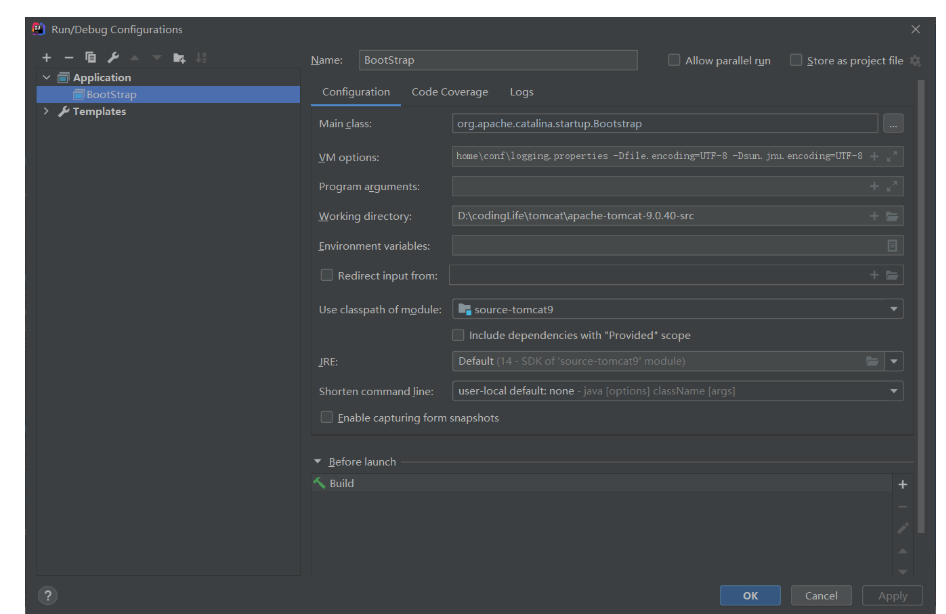 Run/Debug Configurations
Application
BootStrap
Templates
Name: BootStrap Allow parallel run Store as project file
Configuration Code Coverage Logs
Main class: org.apache.catalina.startup.Bootstrap ...
VM options: home\conf\logging.properties -Dfile.encoding=UTF-8 -Dsun.jnu.encoding=UTF-8
Program arguments:
Working directory: D:\codingLife\tomcat\apache-tomcat-9.0.40-src
Environment variables:
Redirect input from:
Use classpath of module: source-tomcat9
Include dependencies with "Provided" scope
JRE: Default (14 - SDK of 'source-tomcat9' module)
Shorten command line: user-local default: none - java [options] className [args]
Enable capturing form snapshots
Before launch
Build
? OK Cancel Apply